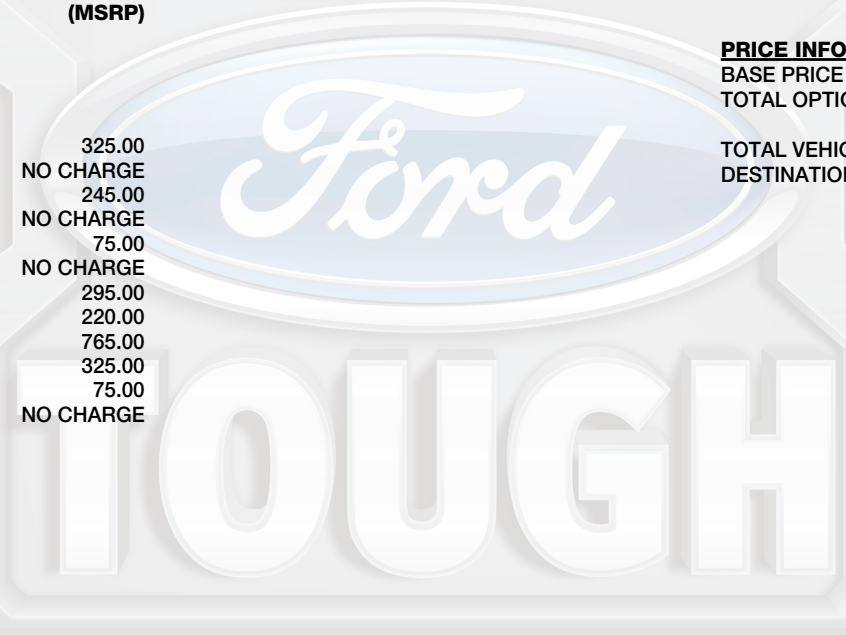 (MSRP)
325.00
NO CHARGE
245.00
NO CHARGE
75.00
NO CHARGE
295.00
220.00
765.00
325.00
75.00
NO CHARGE
PRICE INFO
BASE PRICE
TOTAL OPTIO
TOTAL VEHIC
DESTINATION
Ford
TOUGH